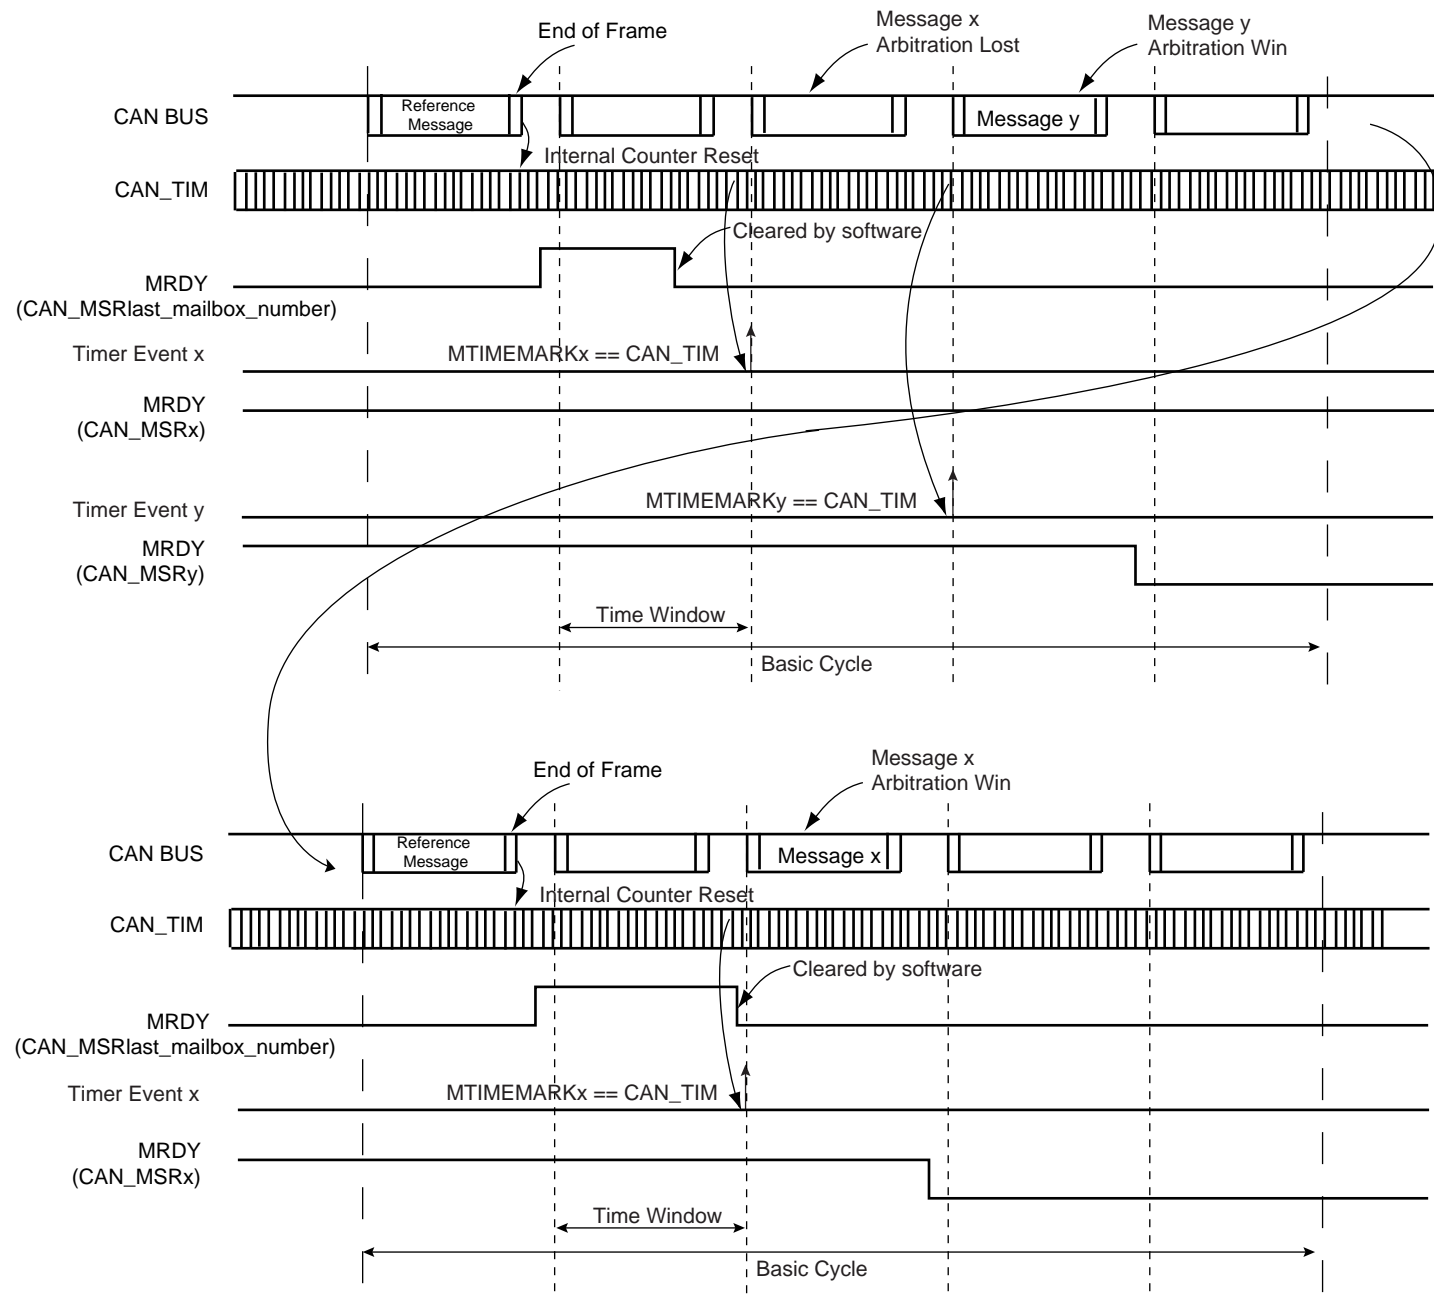 End of Frame
Message x
Arbitration Lost
Message y
Arbitration Win
CAN BUS
Reference
Message
Message y
Internal Counter Reset
CAN_TIM
Cleared by software
MRDY
(CAN_MSRlast_mailbox_number)
Timer Event x
MTIMEMARKx == CAN_TIM
MRDY
(CAN_MSRx)
Timer Event y
MTIMEMARKy == CAN_TIM
MRDY
(CAN_MSRy)
Time Window
Basic Cycle
End of Frame
Message x
Arbitration Win
CAN BUS
Reference
Message
Message x
Internal Counter Reset
CAN_TIM
Cleared by software
MRDY
(CAN_MSRlast_mailbox_number)
Timer Event x
MTIMEMARKx == CAN_TIM
MRDY
(CAN_MSRx)
Time Window
Basic Cycle